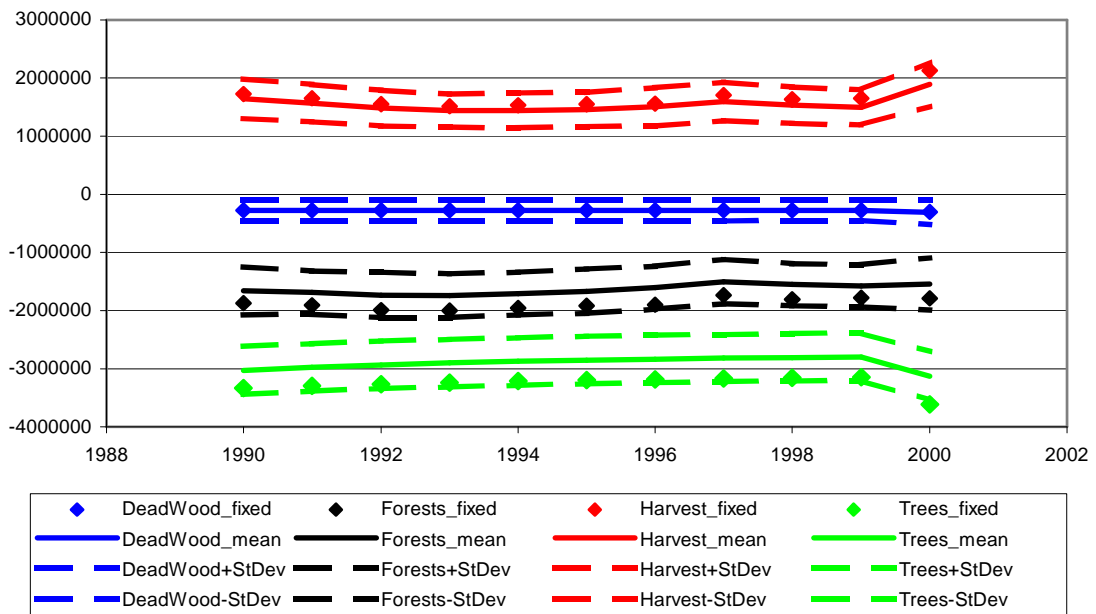 3000000
2000000
1000000
0
-1000000
-2000000
-3000000
-4000000
1988 1990 1992 1994 1996 1998 2000 2002
DeadWood_fixed Forests_fixed Harvest_fixed Trees_fixed
DeadWood_mean Forests_mean Harvest_mean Trees_mean
DeadWood+StDev Forests+StDev Harvest+StDev Trees+StDev
DeadWood-StDev Forests-StDev Harvest-StDev Trees-StDev